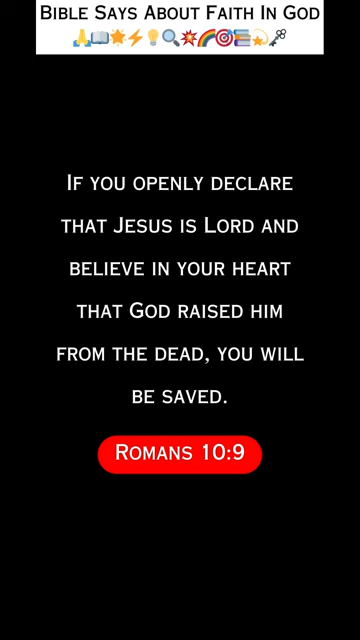 Bible Says About Faith In God
🙏📖🌟⚡💡🔍💥🌈🎯📚💫🗝
If you openly declare
that Jesus is Lord and
believe in your heart
that God raised him
from the dead, you will
be saved.
Romans 10:9